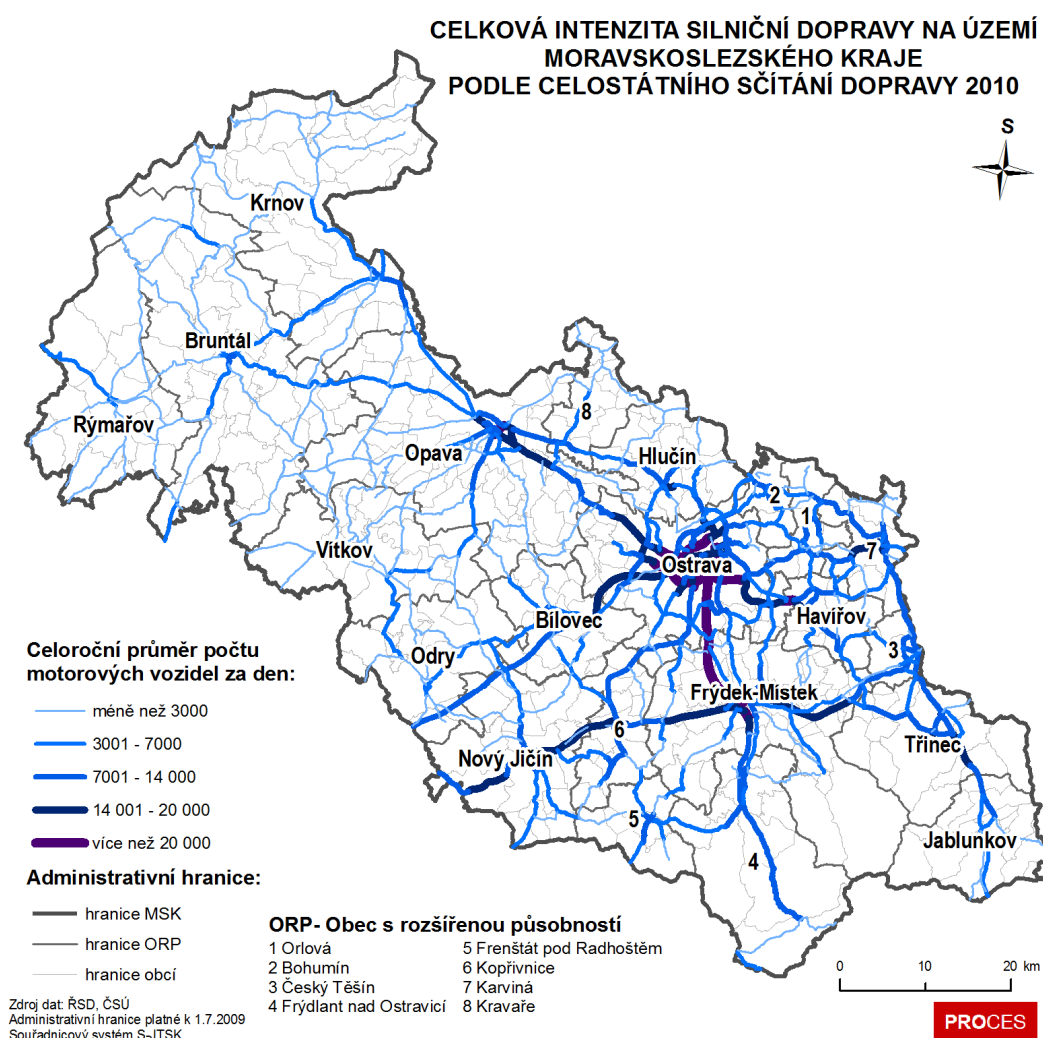 CELKOVÁ INTENZITA SILNIČNÍ DOPRAVY NA ÚZEMÍ
MORAVSKOSLEZSKÉHO KRAJE
PODLE CELOSTÁTNÍHO SČÍTÁNÍ DOPRAVY 2010
S
Krnov
Bruntál
Rýmařov
8
Opava
Hlučín
2
1
Vítkov
Ostrava
7
Bílovec
Havířov
Odry
3
Frýdek-Místek
6
Nový Jičín
Třinec
5
Jablunkov
4
Celoroční průměr počtu
motorových vozidel za den:
méně než 3000
3001 - 7000
7001 - 14 000
14 001 - 20 000
více než 20 000
Administrativní hranice:
hranice MSK
hranice ORP
hranice obcí
ORP- Obec s rozšířenou působností
1 Orlová
2 Bohumín
3 Český Těšín
4 Frýdlant nad Ostravicí
5 Frenštát pod Radhoštěm
6 Kopřivnice
7 Karviná
8 Kravaře
0 10 20 km
Zdroj dat: ŘSD, ČSÚ
Administrativní hranice platné k 1.7.2009
Souřadnicový systém S-JTSK
PROCES